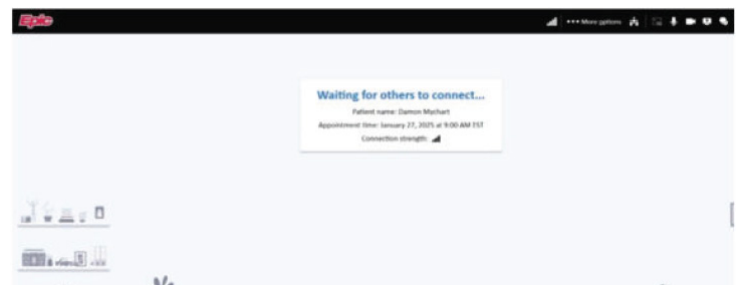 Epic
••• More options
Waiting for others to connect...
Patient name: Damon Mychart
Appointment time: January 27, 2025 at 9:00 AM EST
Connection strength: